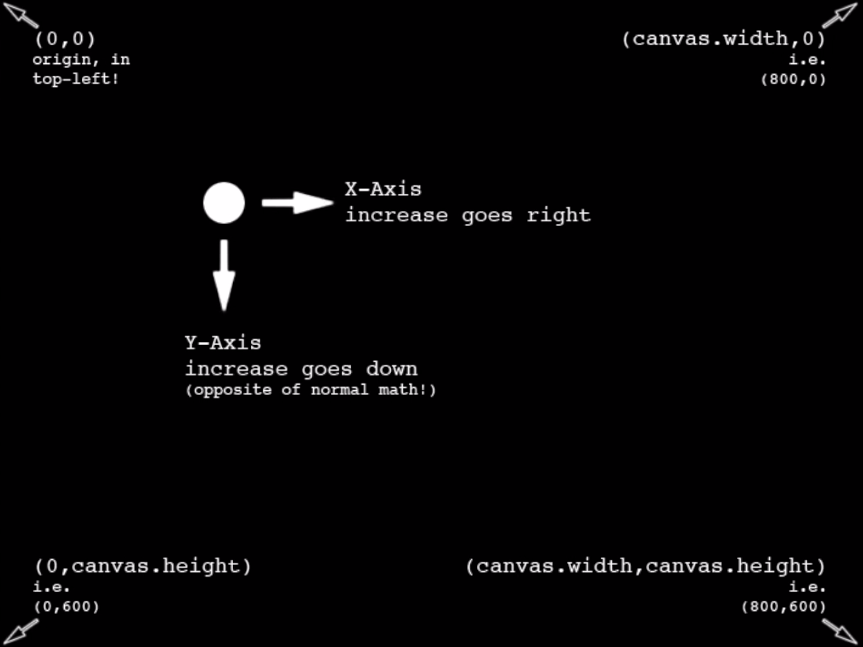 (0,0)
origin, in
top-left!
(canvas.width,0)
i.e.
(800,0)
X-Axis
increase goes right
Y-Axis
increase goes down
(opposite of normal math!)
(0,canvas.height)
i.e.
(0,600)
(canvas.width,canvas.height)
i.e.
(800,600)